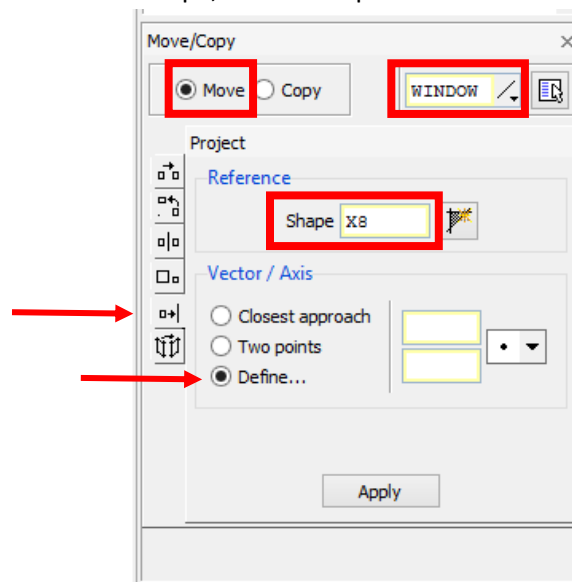 Move/Copy
Move Copy WINDOW
Project
Reference
Shape X8
Vector / Axis
Closest approach
Two points
Define...
Apply